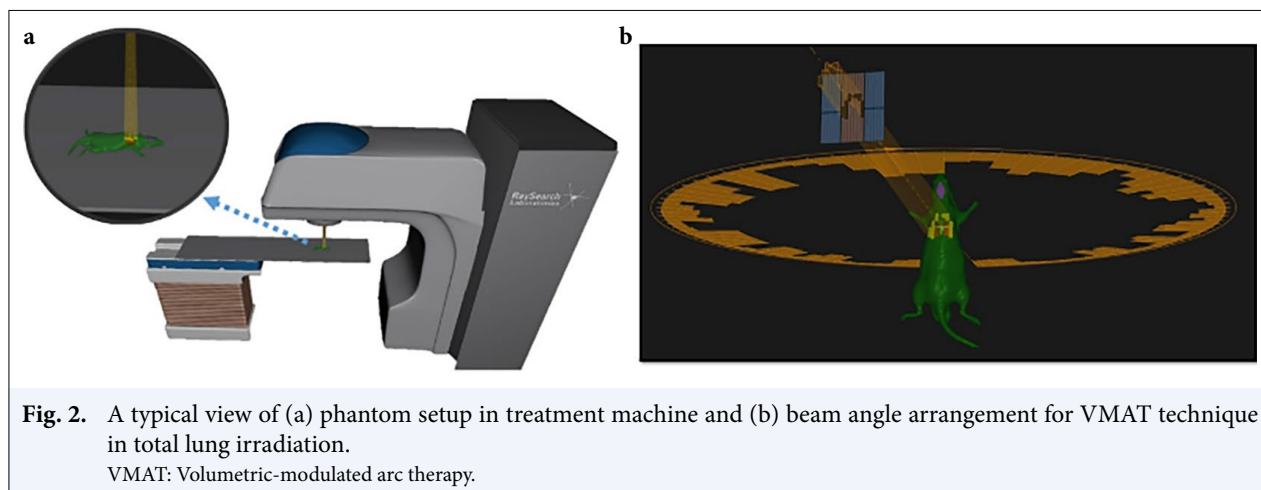 a
b
RaySearch
Laboratories
Fig. 2. A typical view of (a) phantom setup in treatment machine and (b) beam angle arrangement for VMAT technique
in total lung irradiation.
VMAT: Volumetric-modulated arc therapy.